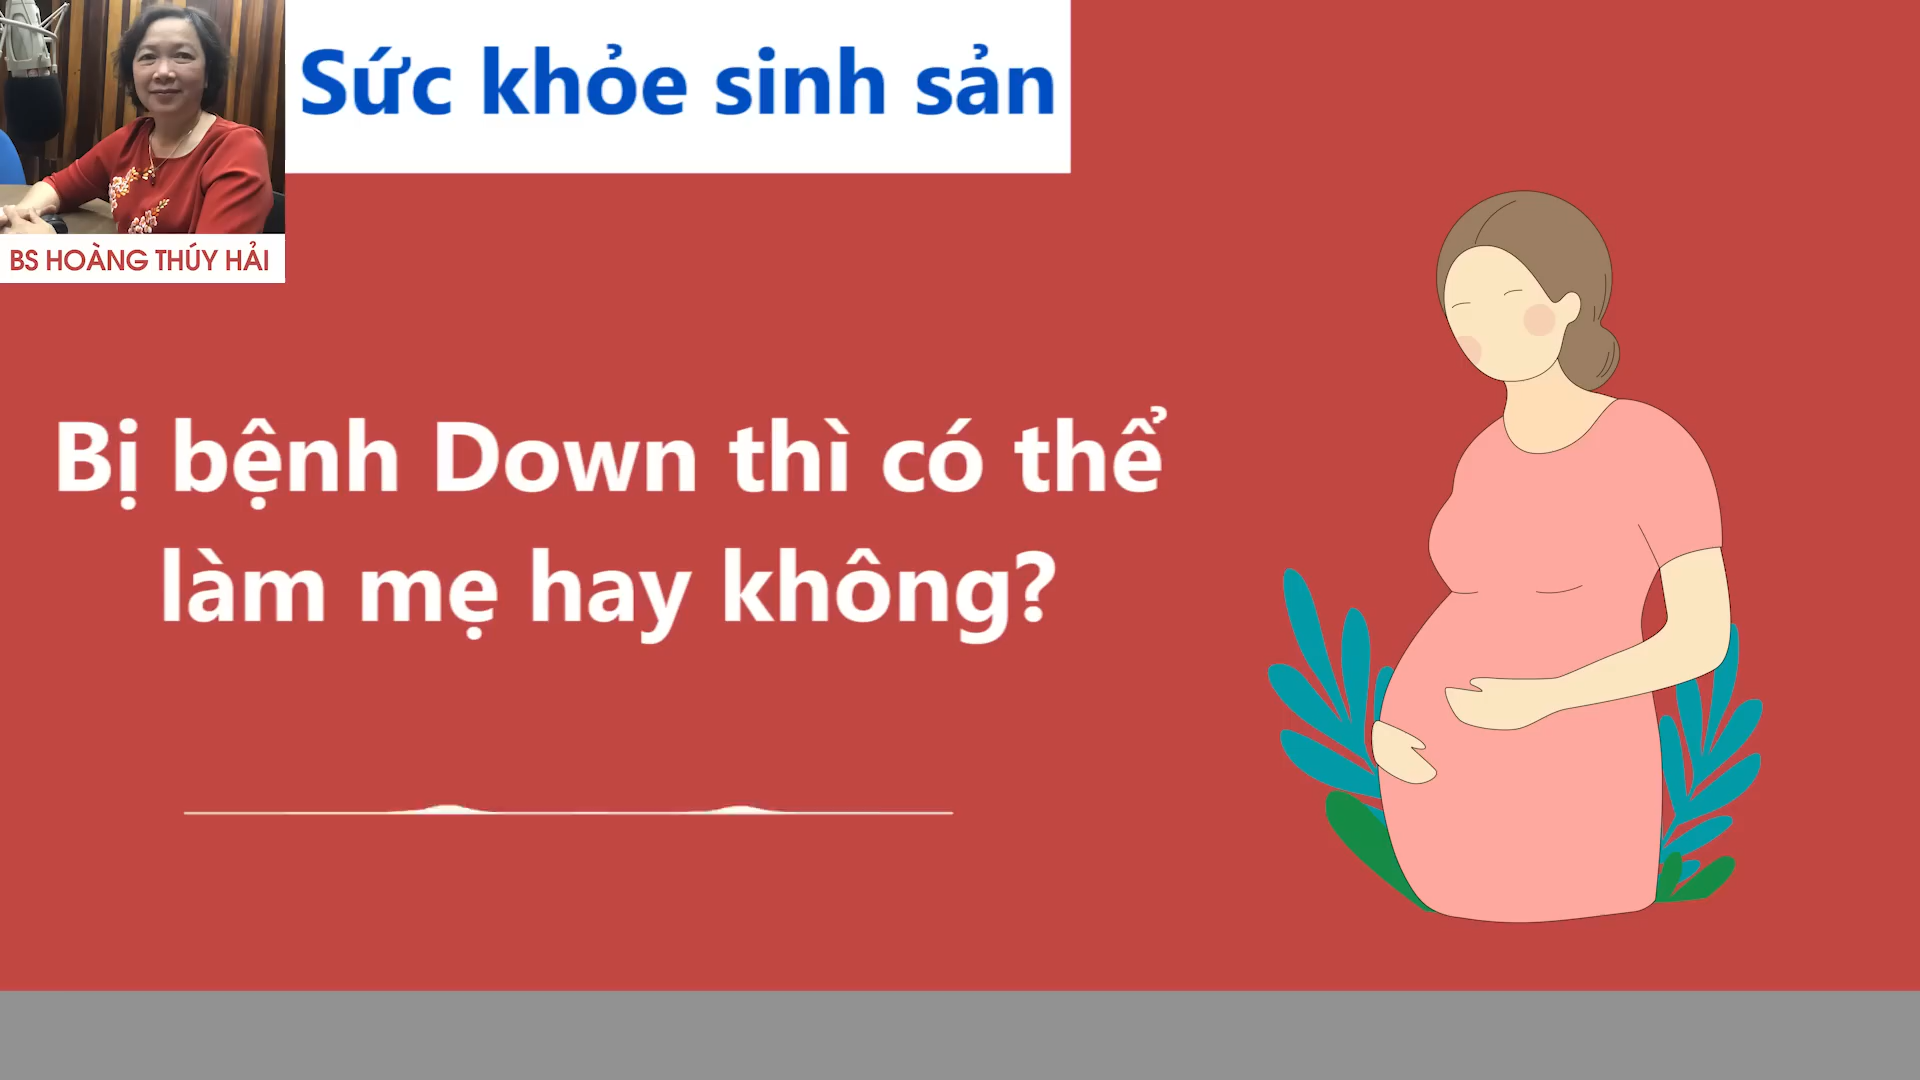 Sức khỏe sinh sản
BS HOÀNG THÚY HẢI
Bị bệnh Down thì có thể
làm mẹ hay không?